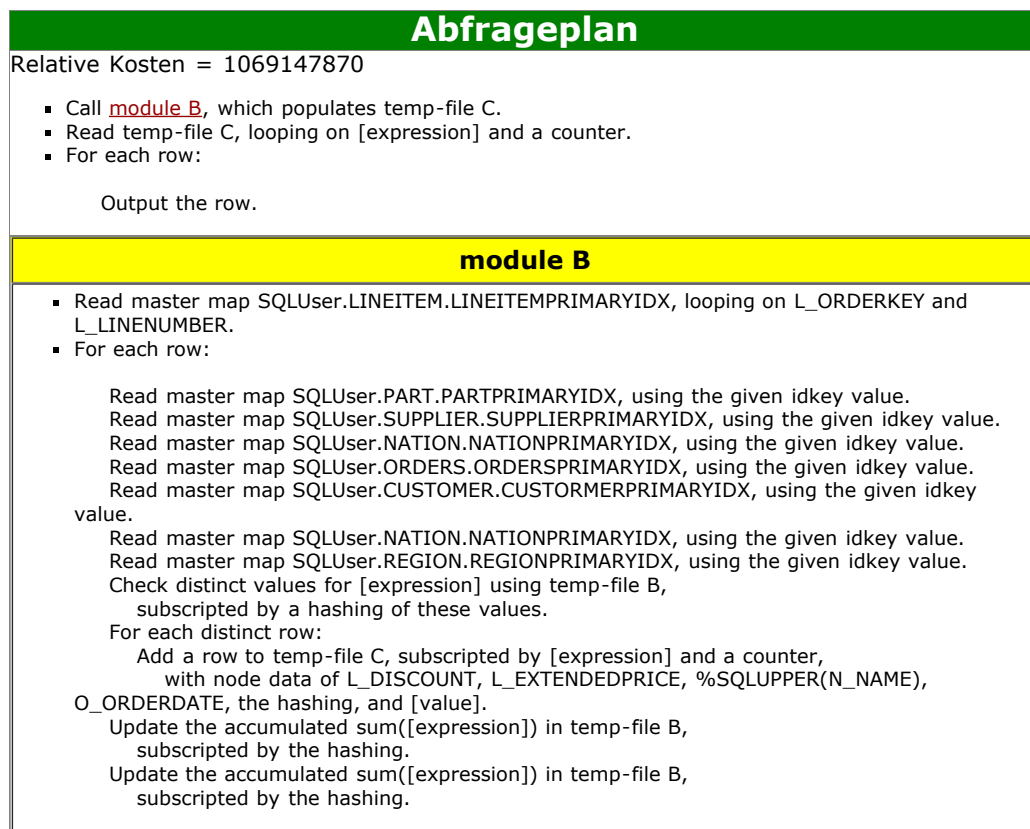 Abfrageplan
Relative Kosten = 1069147870
Call module B, which populates temp-file C.
Read temp-file C, looping on [expression] and a counter.
For each row:
Output the row.
module B
Read master map SQLUser.LINEITEM.LINEITEMPRIMARYIDX, looping on L_ORDERKEY and
L_LINENUMBER.
For each row:
Read master map SQLUser.PART.PARTPRIMARYIDX, using the given idkey value.
Read master map SQLUser.SUPPLIER.SUPPLIERPRIMARYIDX, using the given idkey value.
Read master map SQLUser.NATION.NATIONPRIMARYIDX, using the given idkey value.
Read master map SQLUser.ORDERS.ORDERSPRIMARYIDX, using the given idkey value.
Read master map SQLUser.CUSTOMER.CUSTORMERPRIMARYIDX, using the given idkey
value.
Read master map SQLUser.NATION.NATIONPRIMARYIDX, using the given idkey value.
Read master map SQLUser.REGION.REGIONPRIMARYIDX, using the given idkey value.
Check distinct values for [expression] using temp-file B,
subscripted by a hashing of these values.
For each distinct row:
Add a row to temp-file C, subscripted by [expression] and a counter,
with node data of L_DISCOUNT, L_EXTENDEDPRICE, %SQLUPPER(N_NAME),
O_ORDERDATE, the hashing, and [value].
Update the accumulated sum([expression]) in temp-file B,
subscripted by the hashing.
Update the accumulated sum([expression]) in temp-file B,
subscripted by the hashing.